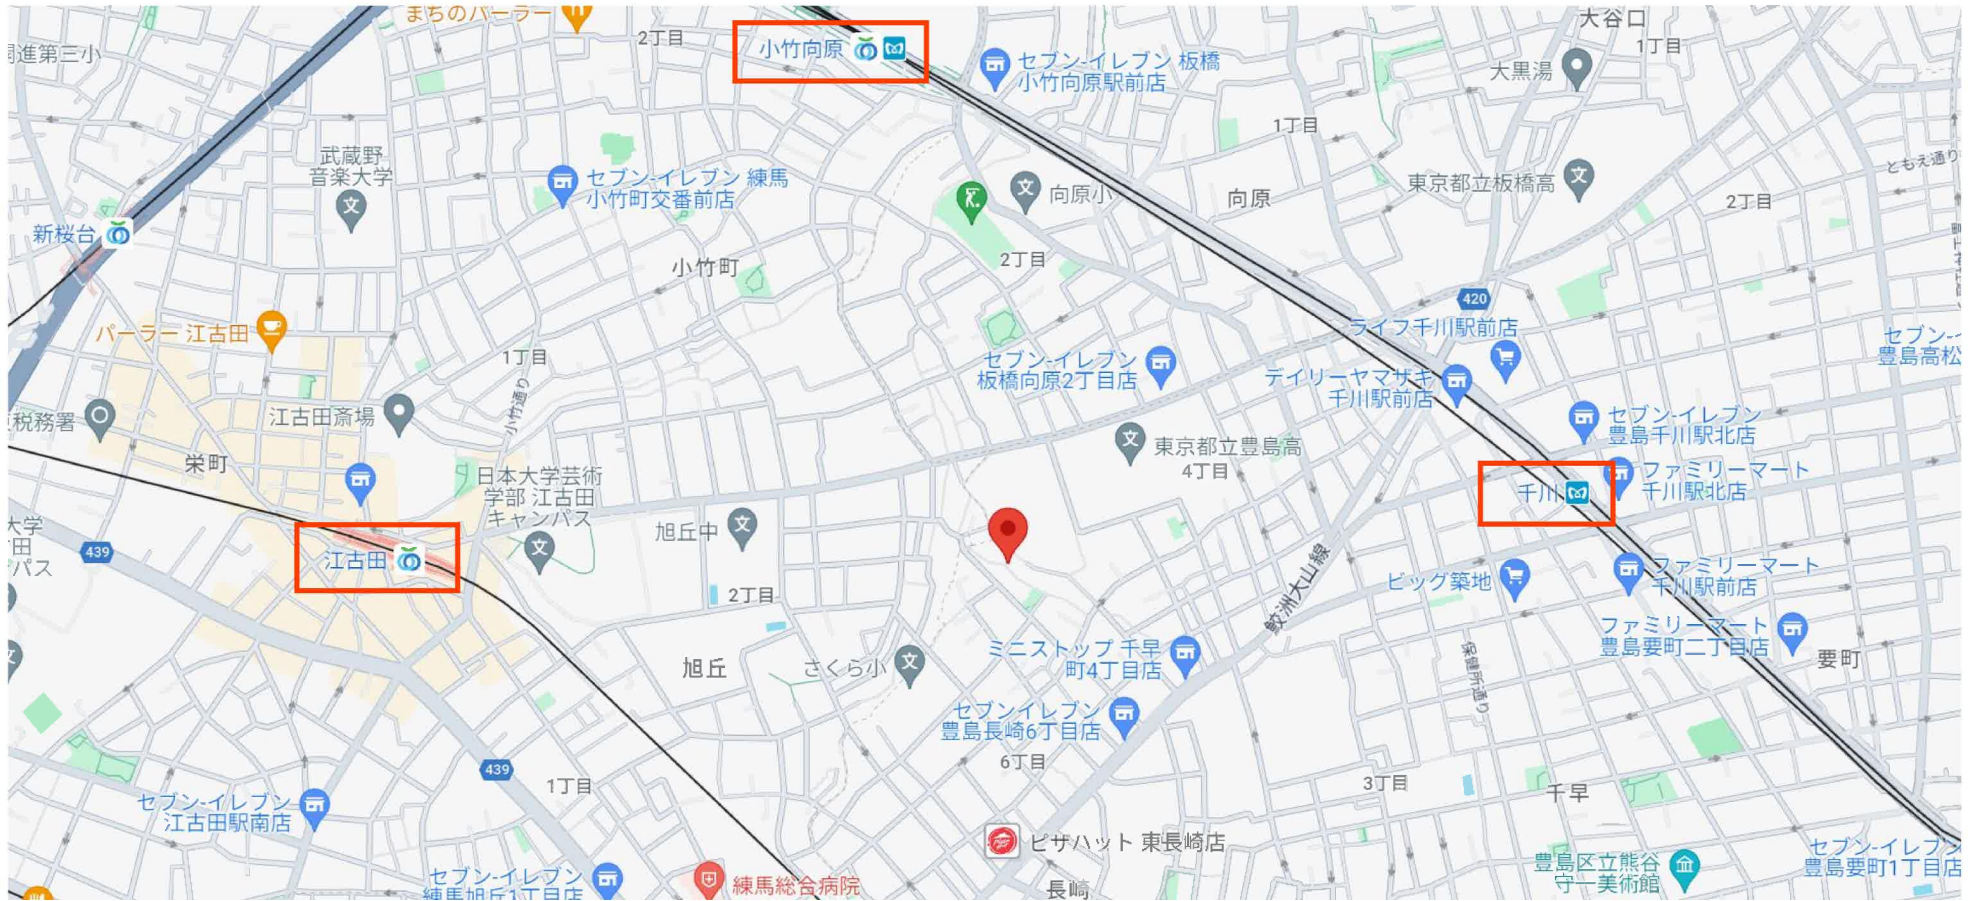 まちのパーラー
2丁目
小竹向原
セブン-イレブン 板橋
小竹向原駅前店
大谷口
1丁目
大黒湯
開進第三小
1丁目
武蔵野
音楽大学
セブン-イレブン 練馬
小竹町交番前店
向原小
向原
東京都立板橋高
ともえ通り
2丁目
新桜台
小竹町
2丁目
420
ライフ千川駅前店
パーラー 江古田
1丁目
セブン-イレブン
板橋向原2丁目店
デイリーヤマザキ
千川駅前店
セブン-イ
豊島高松
小竹通り
江古田斎場
税務署
セブン-イレブン
豊島千川駅北店
東京都立豊島高
4丁目
栄町
日本大学芸術
学部 江古田
キャンパス
ファミリーマート
千川駅北店
千川
旭丘中
大学
田
パス
439
江古田
鮫洲大山線
ビッグ築地
ファミリーマート
千川駅前店
2丁目
ファミリーマート
豊島要町二丁目店
要町
保健所通り
ミニストップ 千早
町4丁目店
旭丘
さくら小
セブンイレブン
豊島長崎6丁目店
6丁目
439
1丁目
3丁目
千早
セブン-イレブン
江古田駅南店
ピザハット 東長崎店
豊島区立熊谷
守一美術館
セブン-イレブン
豊島要町1丁目店
セブン-イレブン
練馬旭丘1丁目店
練馬総合病院
長崎